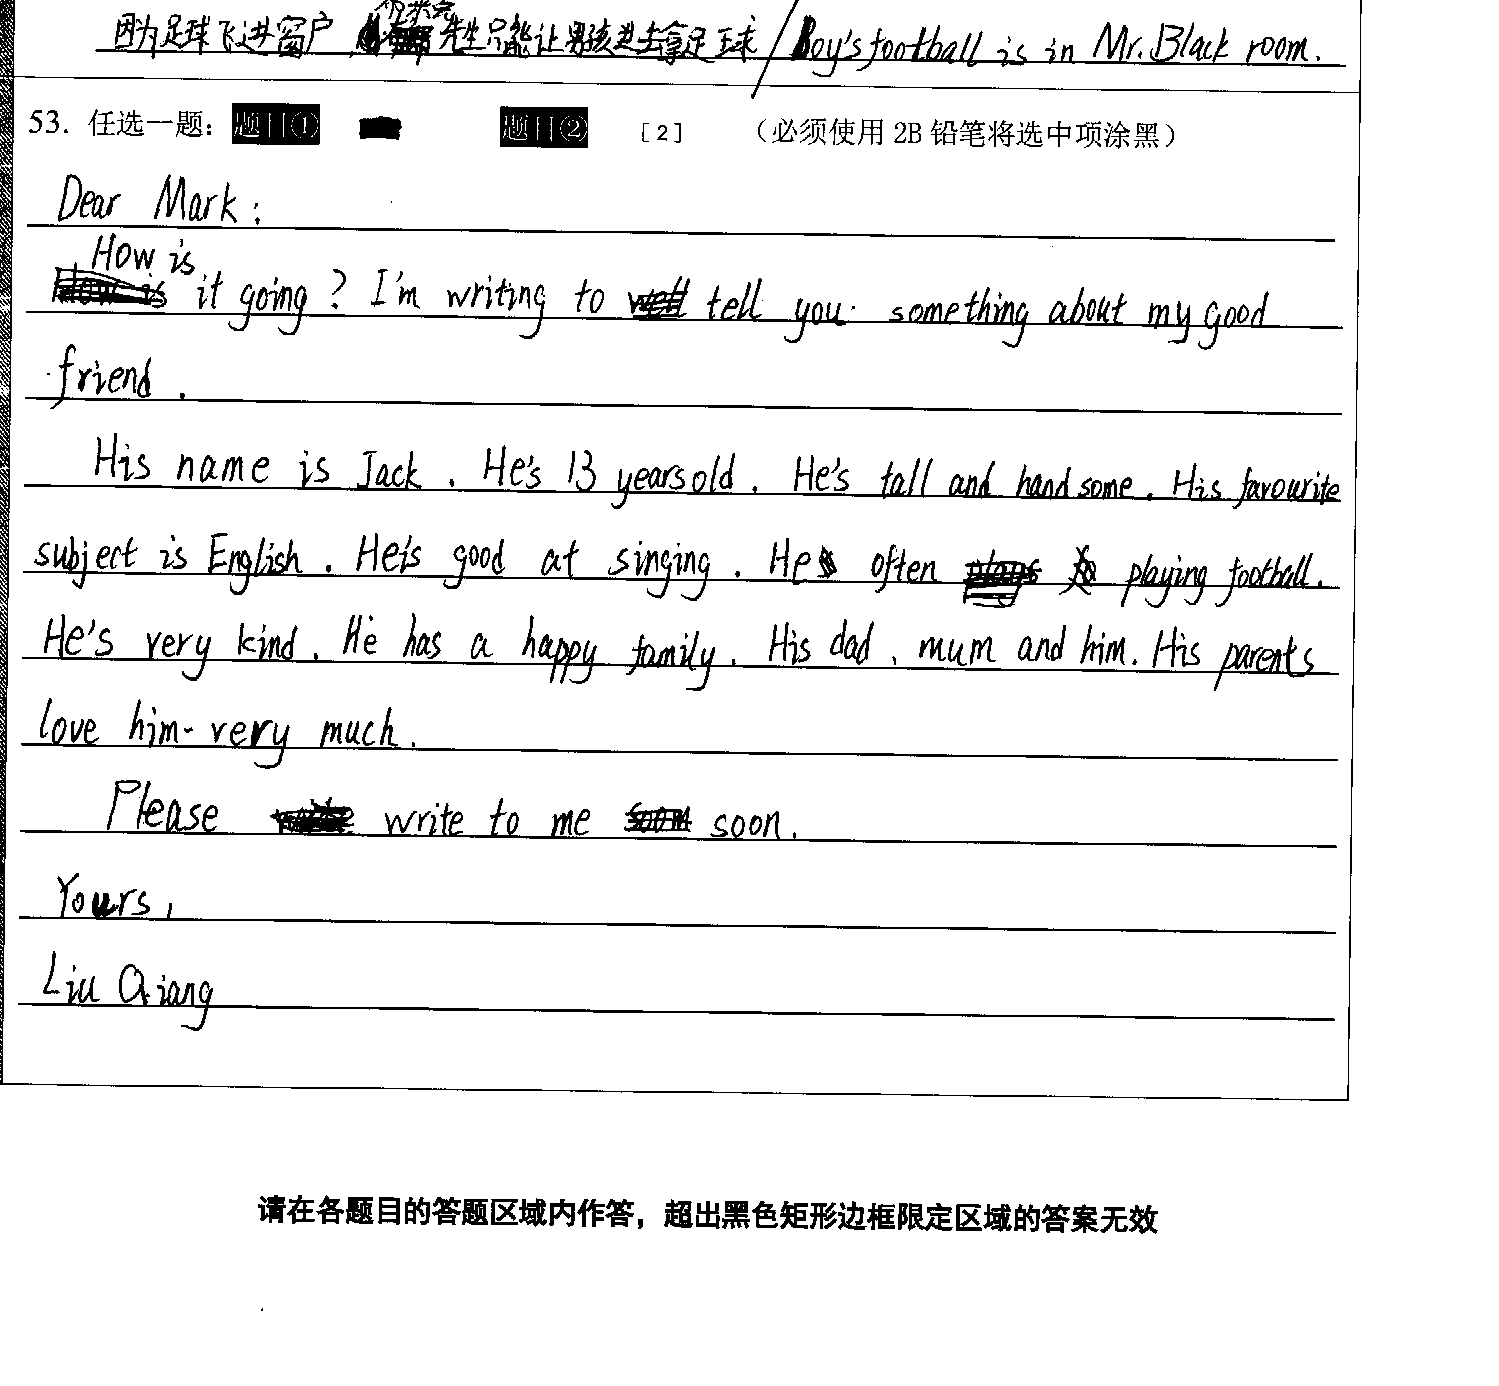 因为足球飞进窗户,布莱克先生只能让男孩进去拿足球/Boy's football is in Mr. Black room.
53. 任选一题: 题目① 题目② [2] (必须使用 2B 铅笔将选中项涂黑)
Dear Mark:
How is it going? I'm writing to tell you something about my good
friend.
His name is Jack. He's 13 years old. He's tall and handsome. His favourite
subject is English. He's good at singing. He often playing football.
He's very kind. He has a happy family. His dad, mum and him. His parents
love him very much.
Please write to me soon.
Yours,
Liu Qiang
请在各题目的答题区域内作答，超出黑色矩形边框限定区域的答案无效